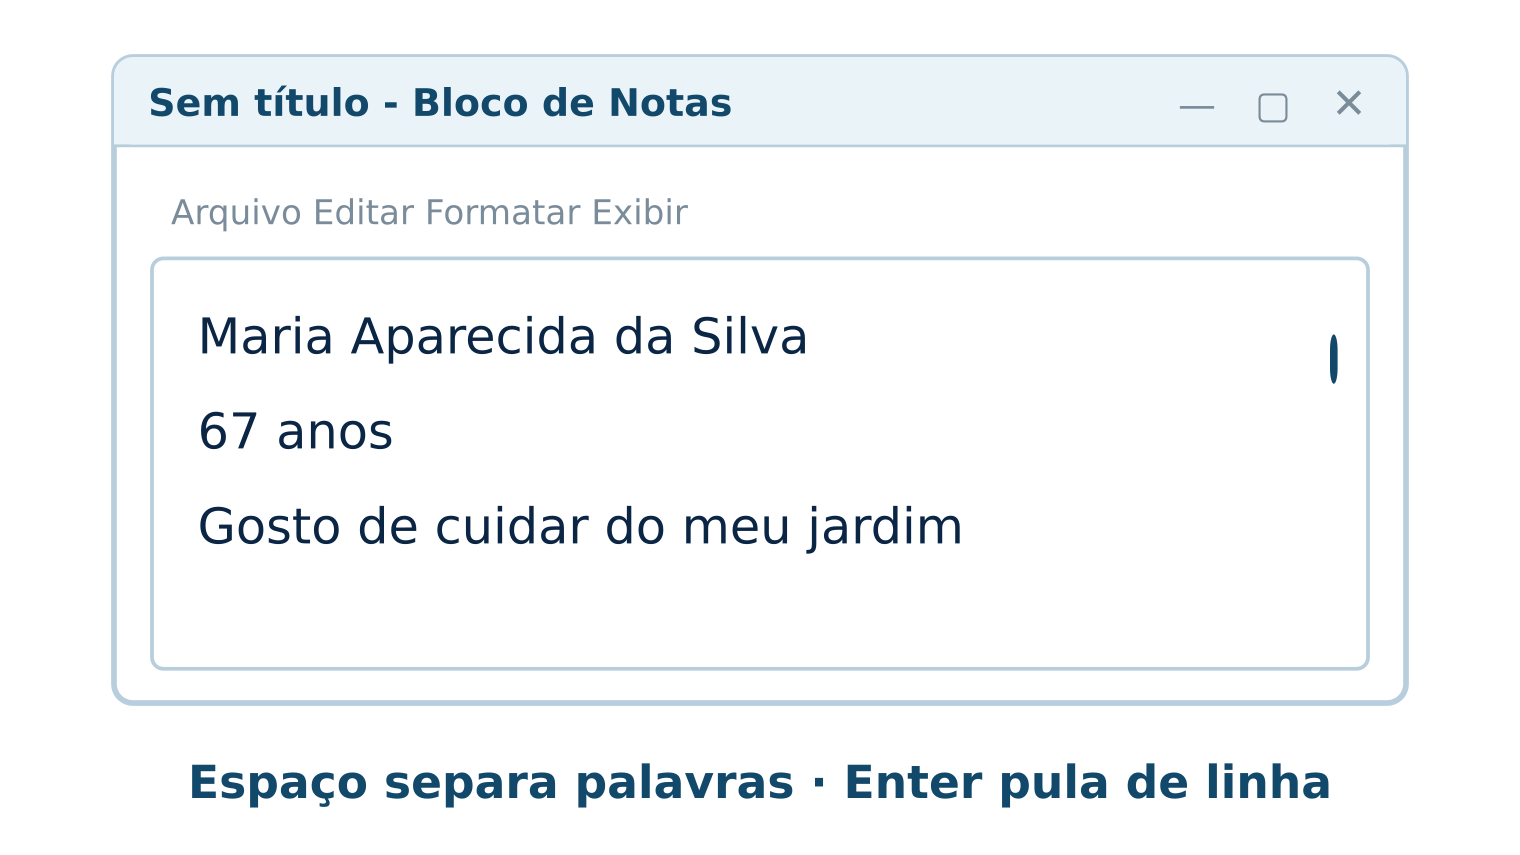 Sem título - Bloco de Notas
Arquivo Editar Formatar Exibir
Maria Aparecida da Silva
67 anos
Gosto de cuidar do meu jardim
Espaço separa palavras · Enter pula de linha